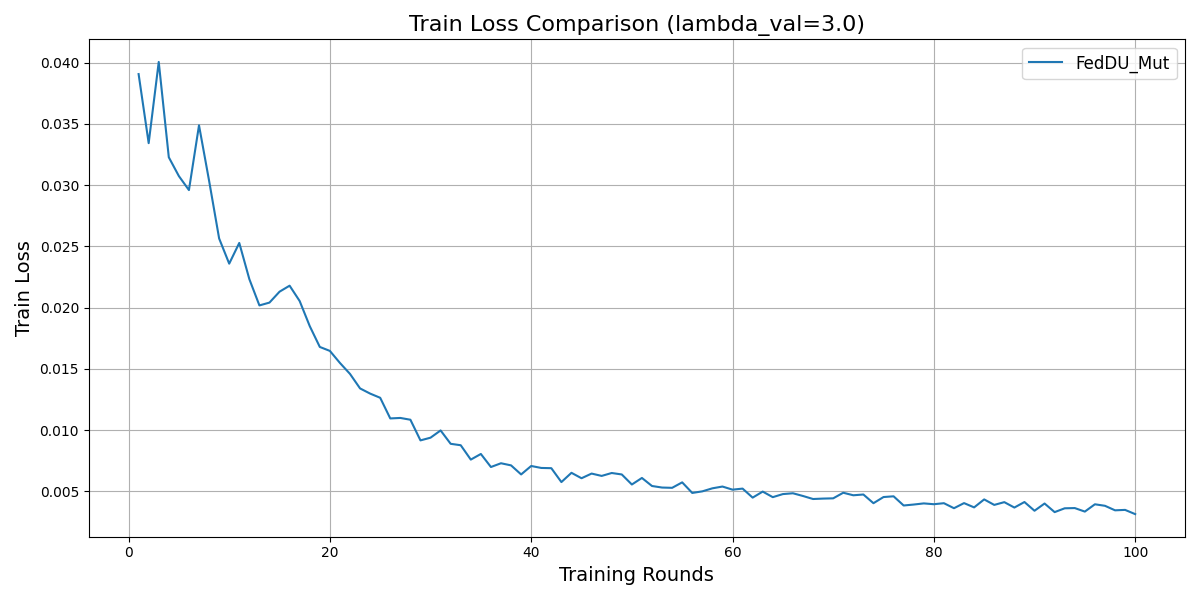 Train Loss Comparison (lambda_val=3.0)
FedDU_Mut
0.040
0.035
0.030
0.025
0.020
0.015
0.010
0.005
Train Loss
0 20 40 60 80 100
Training Rounds